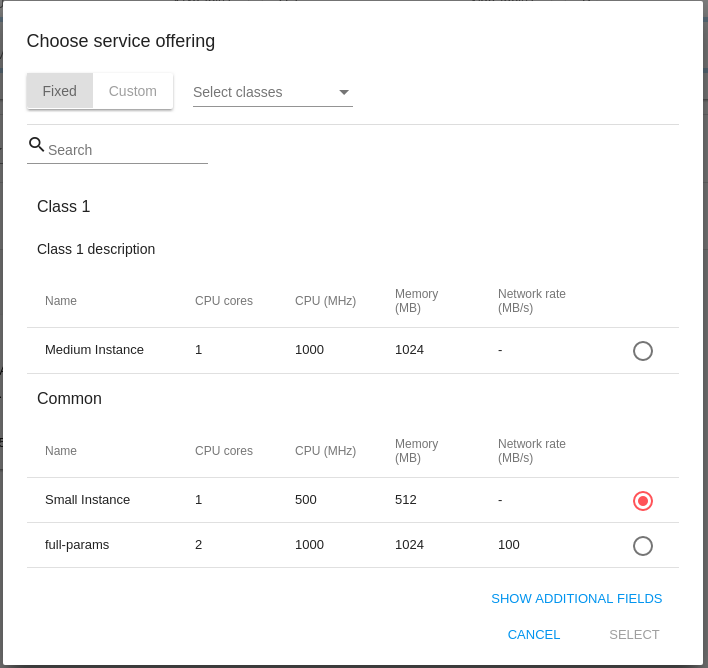 Choose service offering
Fixed Custom Select classes
Search
Class 1
Class 1 description
Name CPU cores CPU (MHz) Memory (MB) Network rate (MB/s)
Medium Instance 1 1000 1024 -
Common
Name CPU cores CPU (MHz) Memory (MB) Network rate (MB/s)
Small Instance 1 500 512 -
full-params 2 1000 1024 100
SHOW ADDITIONAL FIELDS
CANCEL SELECT